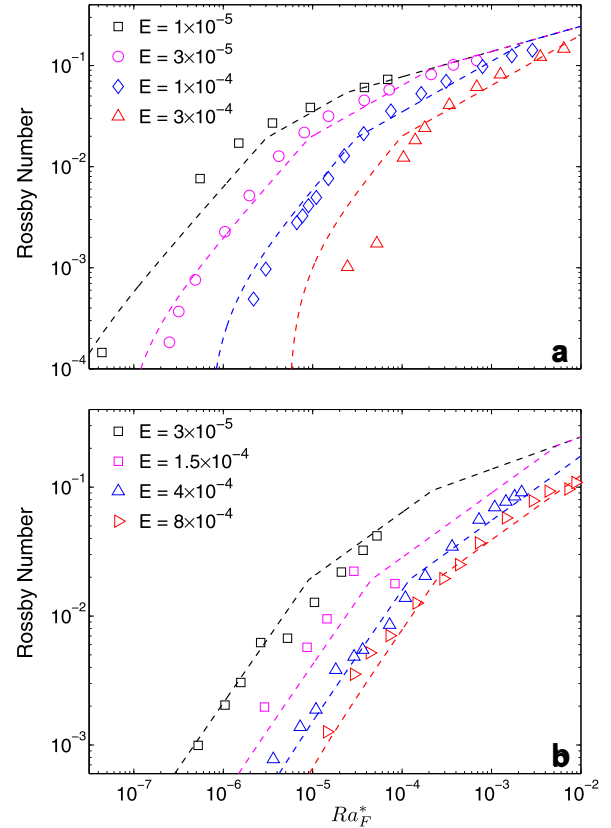 E = 1×10⁻⁵
E = 3×10⁻⁵
E = 1×10⁻⁴
E = 3×10⁻⁴
10⁻¹
10⁻²
10⁻³
10⁻⁴
Rossby Number
a
E = 3×10⁻⁵
E = 1.5×10⁻⁴
E = 4×10⁻⁴
E = 8×10⁻⁴
10⁻¹
10⁻²
10⁻³
Rossby Number
b
10⁻⁷ 10⁻⁶ 10⁻⁵ 10⁻⁴ 10⁻³ 10⁻²
Ra*_F